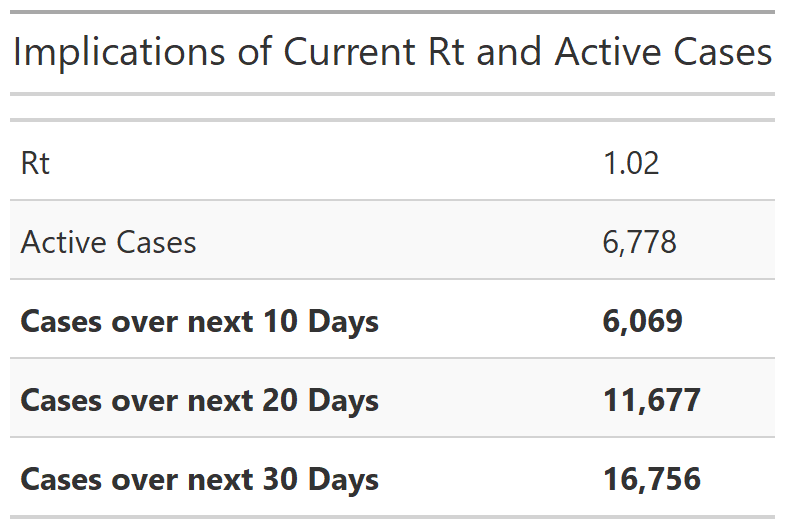 Implications of Current Rt and Active Cases
Rt 1.02
Active Cases 6,778
Cases over next 10 Days 6,069
Cases over next 20 Days 11,677
Cases over next 30 Days 16,756